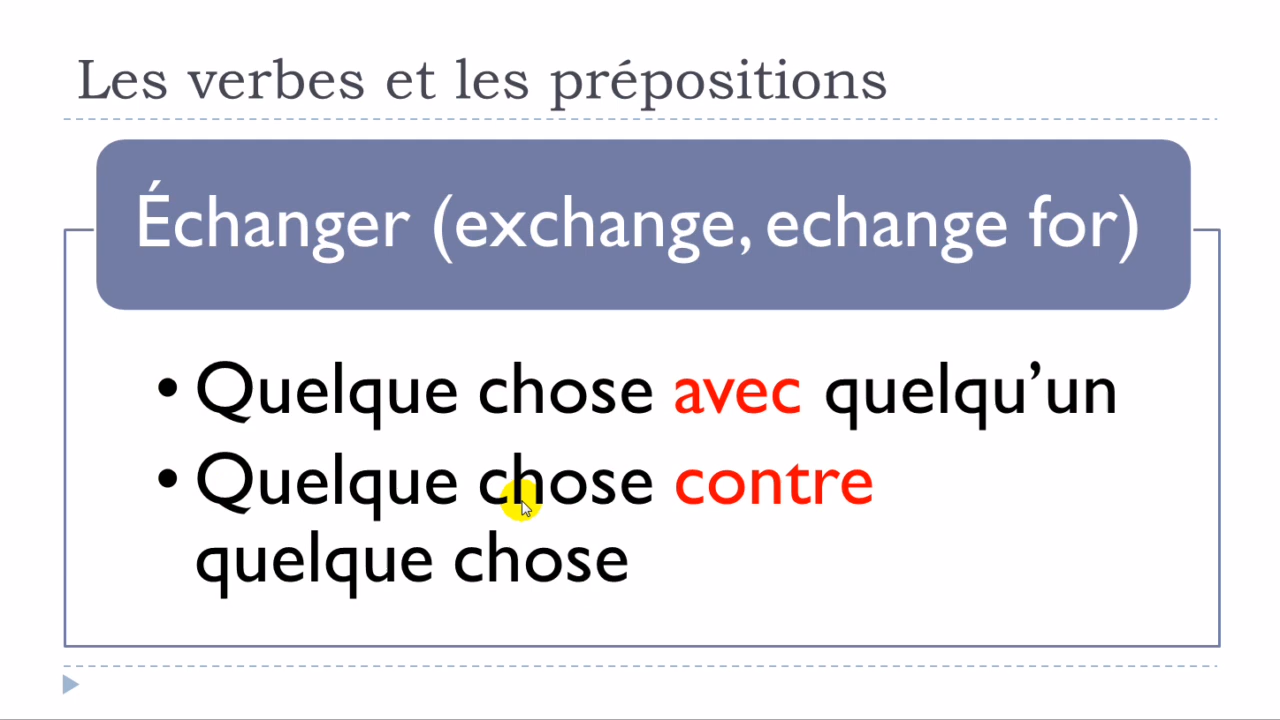 Les verbes et les prépositions
Échanger (exchange, echange for)
• Quelque chose avec quelqu’un
• Quelque chose contre
quelque chose